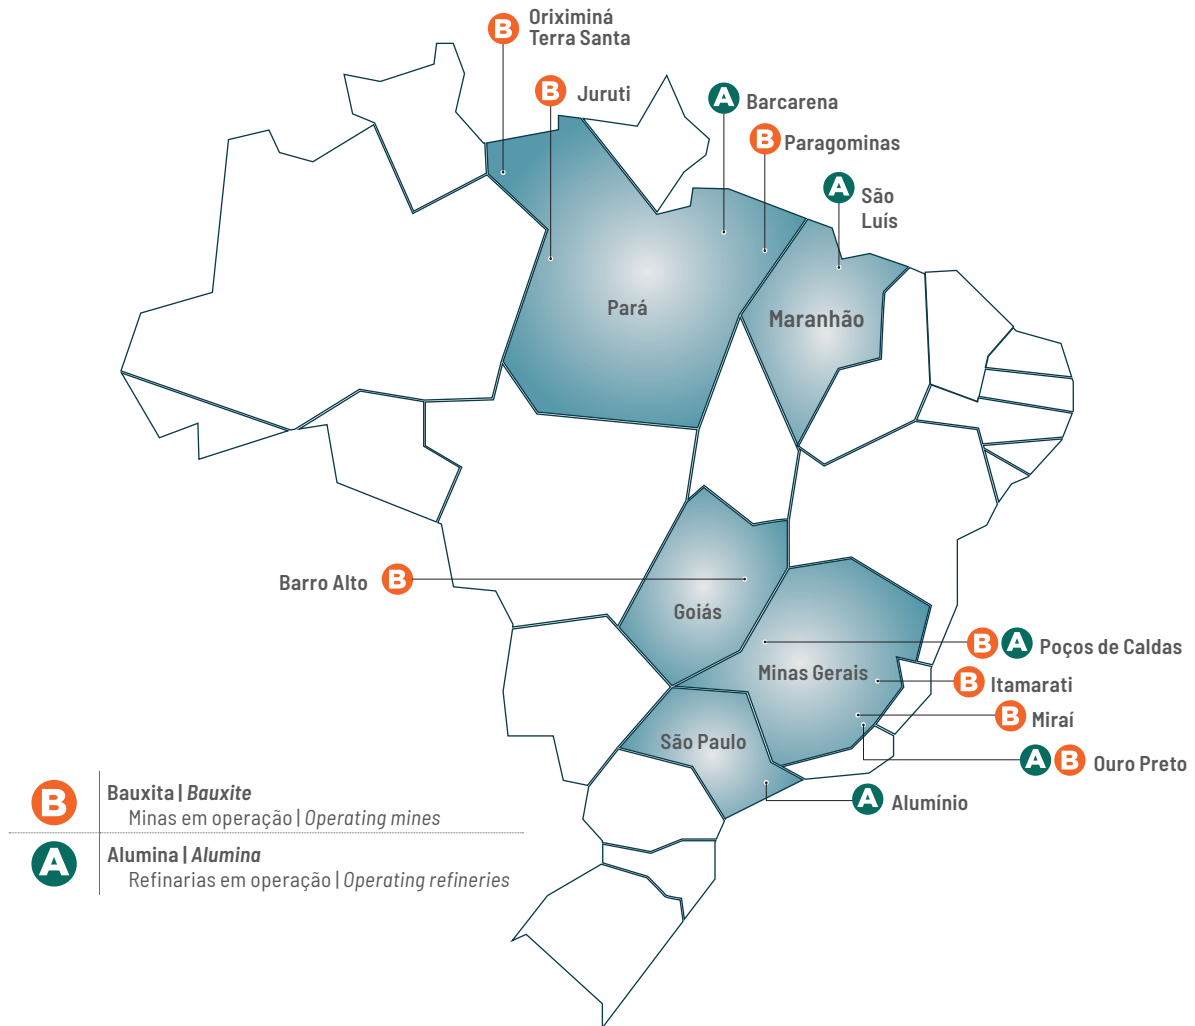 B
Oriximiná
Terra Santa
B
Juruti
A
Barcarena
B
Paragominas
A
São
Luís
Pará
Maranhão
Barro Alto
B
Goiás
B
A
Poços de Caldas
Minas Gerais
B
Itamarati
B
Miraí
São Paulo
A
B
Ouro Preto
A
Alumínio
B
Bauxita | Bauxite
Minas em operação | Operating mines
A
Alumina | Alumina
Refinarias em operação | Operating refineries